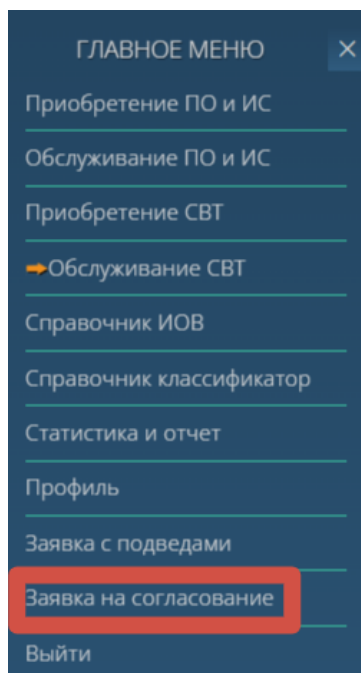 ГЛАВНОЕ МЕНЮ ×
Приобретение ПО и ИС
Обслуживание ПО и ИС
Приобретение СВТ
Обслуживание СВТ
Справочник ИОВ
Справочник классификатор
Статистика и отчет
Профиль
Заявка с подведами
Заявка на согласование
Выйти